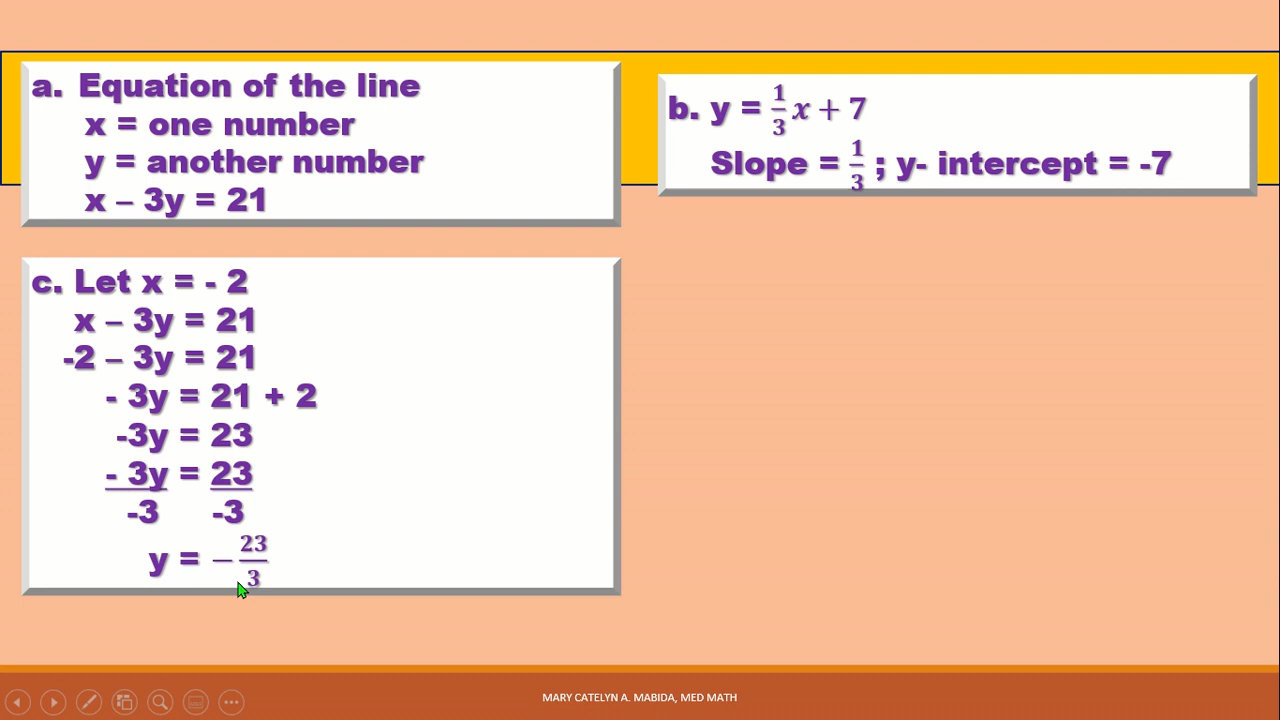 a. Equation of the line
x = one number
y = another number
x – 3y = 21
b. y = 1/3 x + 7
Slope = 1/3 ; y- intercept = -7
c. Let x = - 2
x – 3y = 21
-2 – 3y = 21
- 3y = 21 + 2
-3y = 23
- 3y = 23
-3 -3
y = − 23/3
MARY CATELYN A. MABIDA, MED MATH